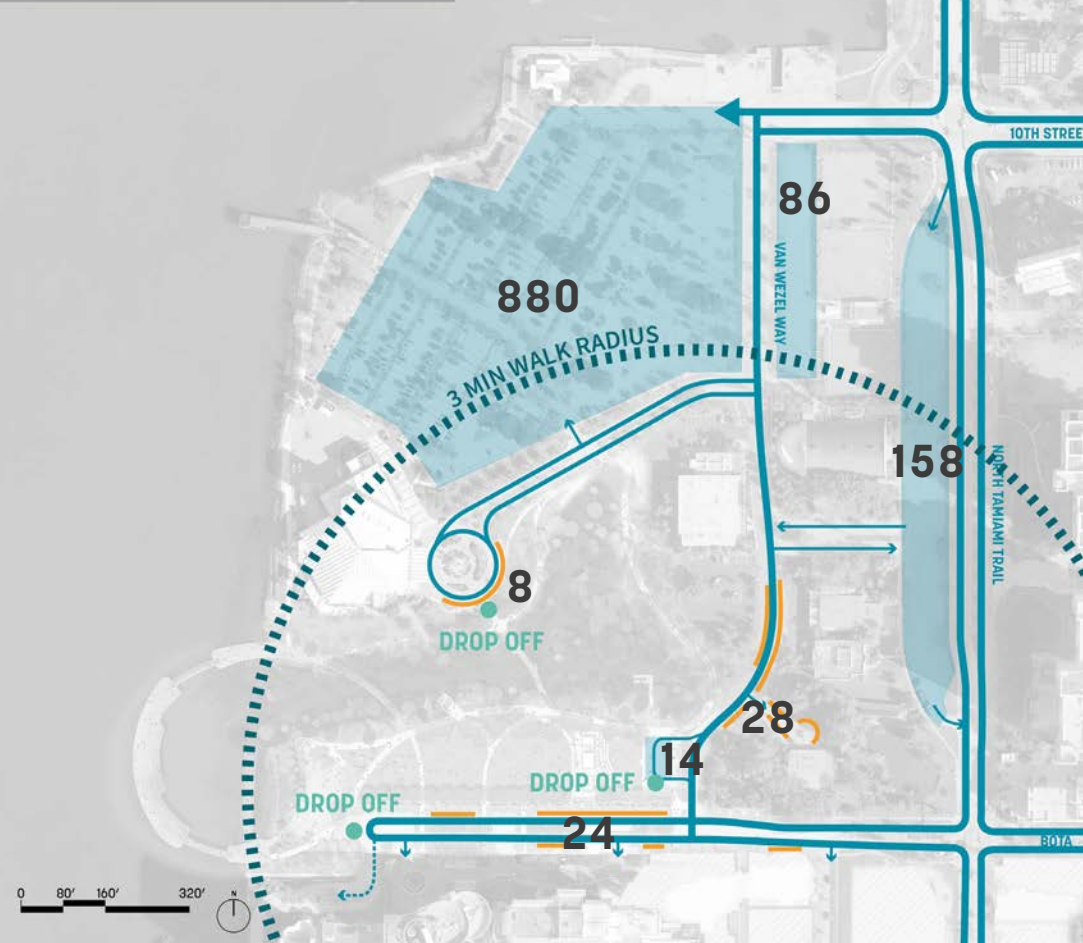 10TH STREE
86
VAN WEZEL WAY
880
3 MIN WALK RADIUS
158
NORTH TAMIAMI TRAIL
8
DROP OFF
28
14
DROP OFF
DROP OFF
24
BOTA
0 80' 160' 320'
N